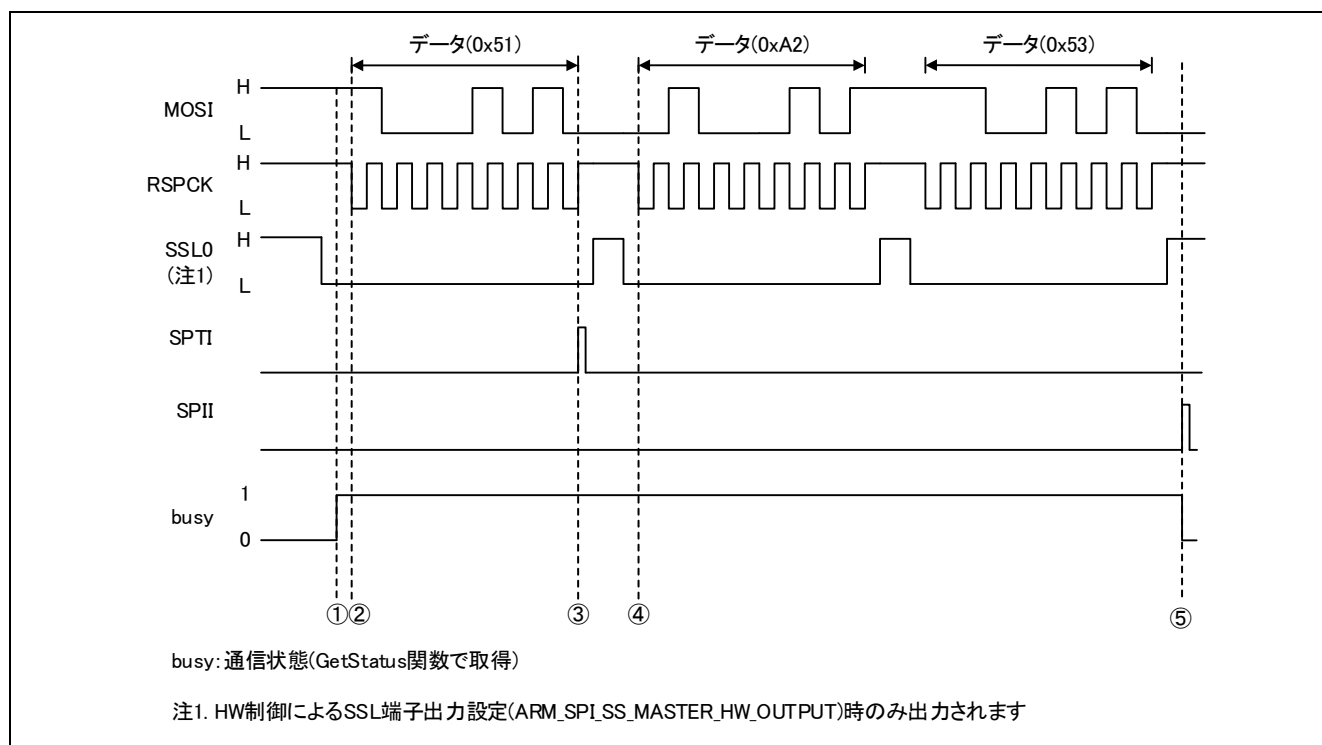 データ(0x51)
データ(0xA2)
データ(0x53)
H
MOSI
L
H
RSPCK
L
H
SSL0
(注1)
L
SPTI
SPII
1
busy
0
①②
③
④
⑤
busy:通信状態(GetStatus関数で取得)
注1. HW制御によるSSL端子出力設定(ARM_SPI_SS_MASTER_HW_OUTPUT)時のみ出力されます